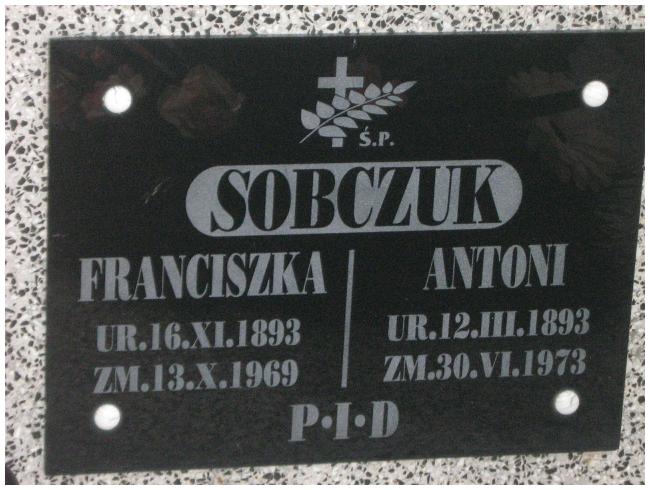 Ś.P.
SOBCZUK
FRANCISZKA
UR.16.XI.1893
ZM.13.X.1969
ANTONI
UR.12.III.1893
ZM.30.VI.1973
P·I·D